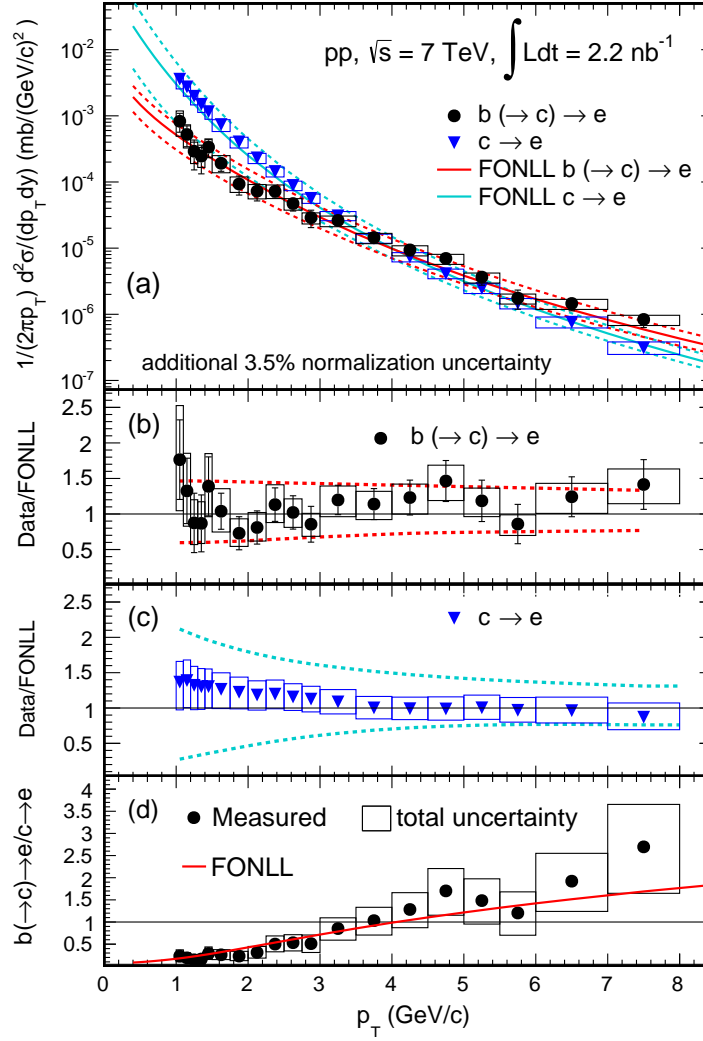 (a)
pp, √s = 7 TeV, ∫Ldt = 2.2 nb⁻¹
b (→ c) → e
c → e
FONLL b (→ c) → e
FONLL c → e
additional 3.5% normalization uncertainty
1/(2πp_T) d²σ/(dp_T dy) (mb/(GeV/c)²)
10⁻²
10⁻³
10⁻⁴
10⁻⁵
10⁻⁶
10⁻⁷
(b)
b (→ c) → e
Data/FONLL
2.5
2
1.5
1
0.5
(c)
c → e
Data/FONLL
2.5
2
1.5
1
0.5
(d)
Measured
total uncertainty
FONLL
b(→c)→e/c→e
4
3.5
3
2.5
2
1.5
1
0.5
0 1 2 3 4 5 6 7 8
p_T (GeV/c)